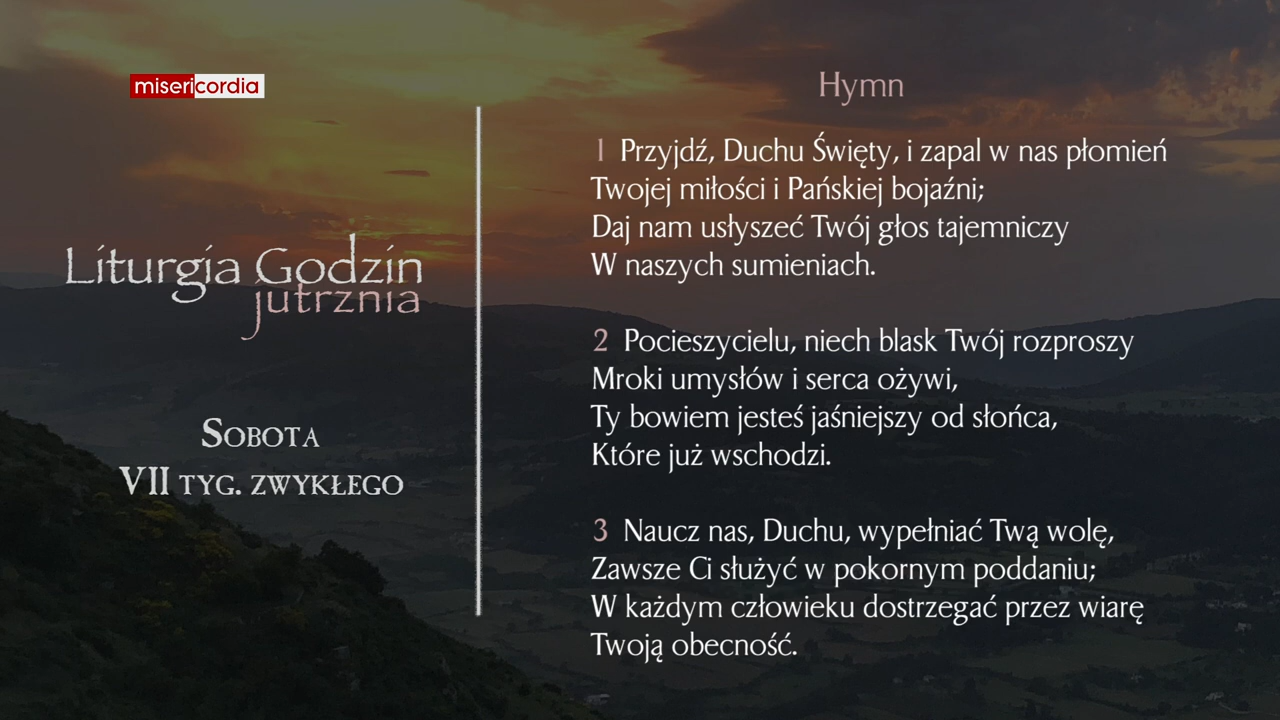 misericordia
Liturgia Godzin
jutrznia
Sobota
VII tyg. zwykłego
Hymn
1 Przyjdź, Duchu Święty, i zapal w nas płomień
Twojej miłości i Pańskiej bojaźni;
Daj nam usłyszeć Twój głos tajemniczy
W naszych sumieniach.
2 Pocieszycielu, niech blask Twój rozproszy
Mroki umysłów i serca ożywi,
Ty bowiem jesteś jaśniejszy od słońca,
Które już wschodzi.
3 Naucz nas, Duchu, wypełniać Twą wolę,
Zawsze Ci służyć w pokornym poddaniu;
W każdym człowieku dostrzegać przez wiarę
Twoją obecność.